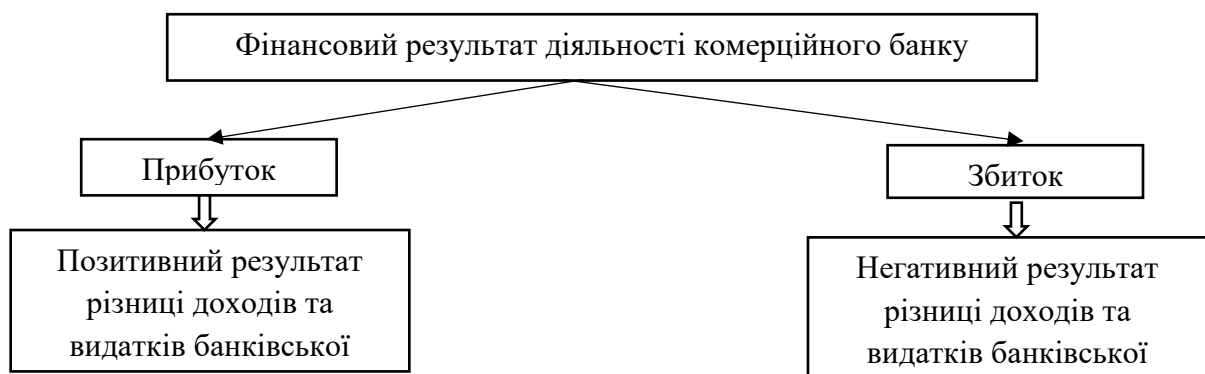 Фінансовий результат діяльності комерційного банку
Прибуток
Збиток
Позитивний результат
різниці доходів та
видатків банківської
Негативний результат
різниці доходів та
видатків банківської